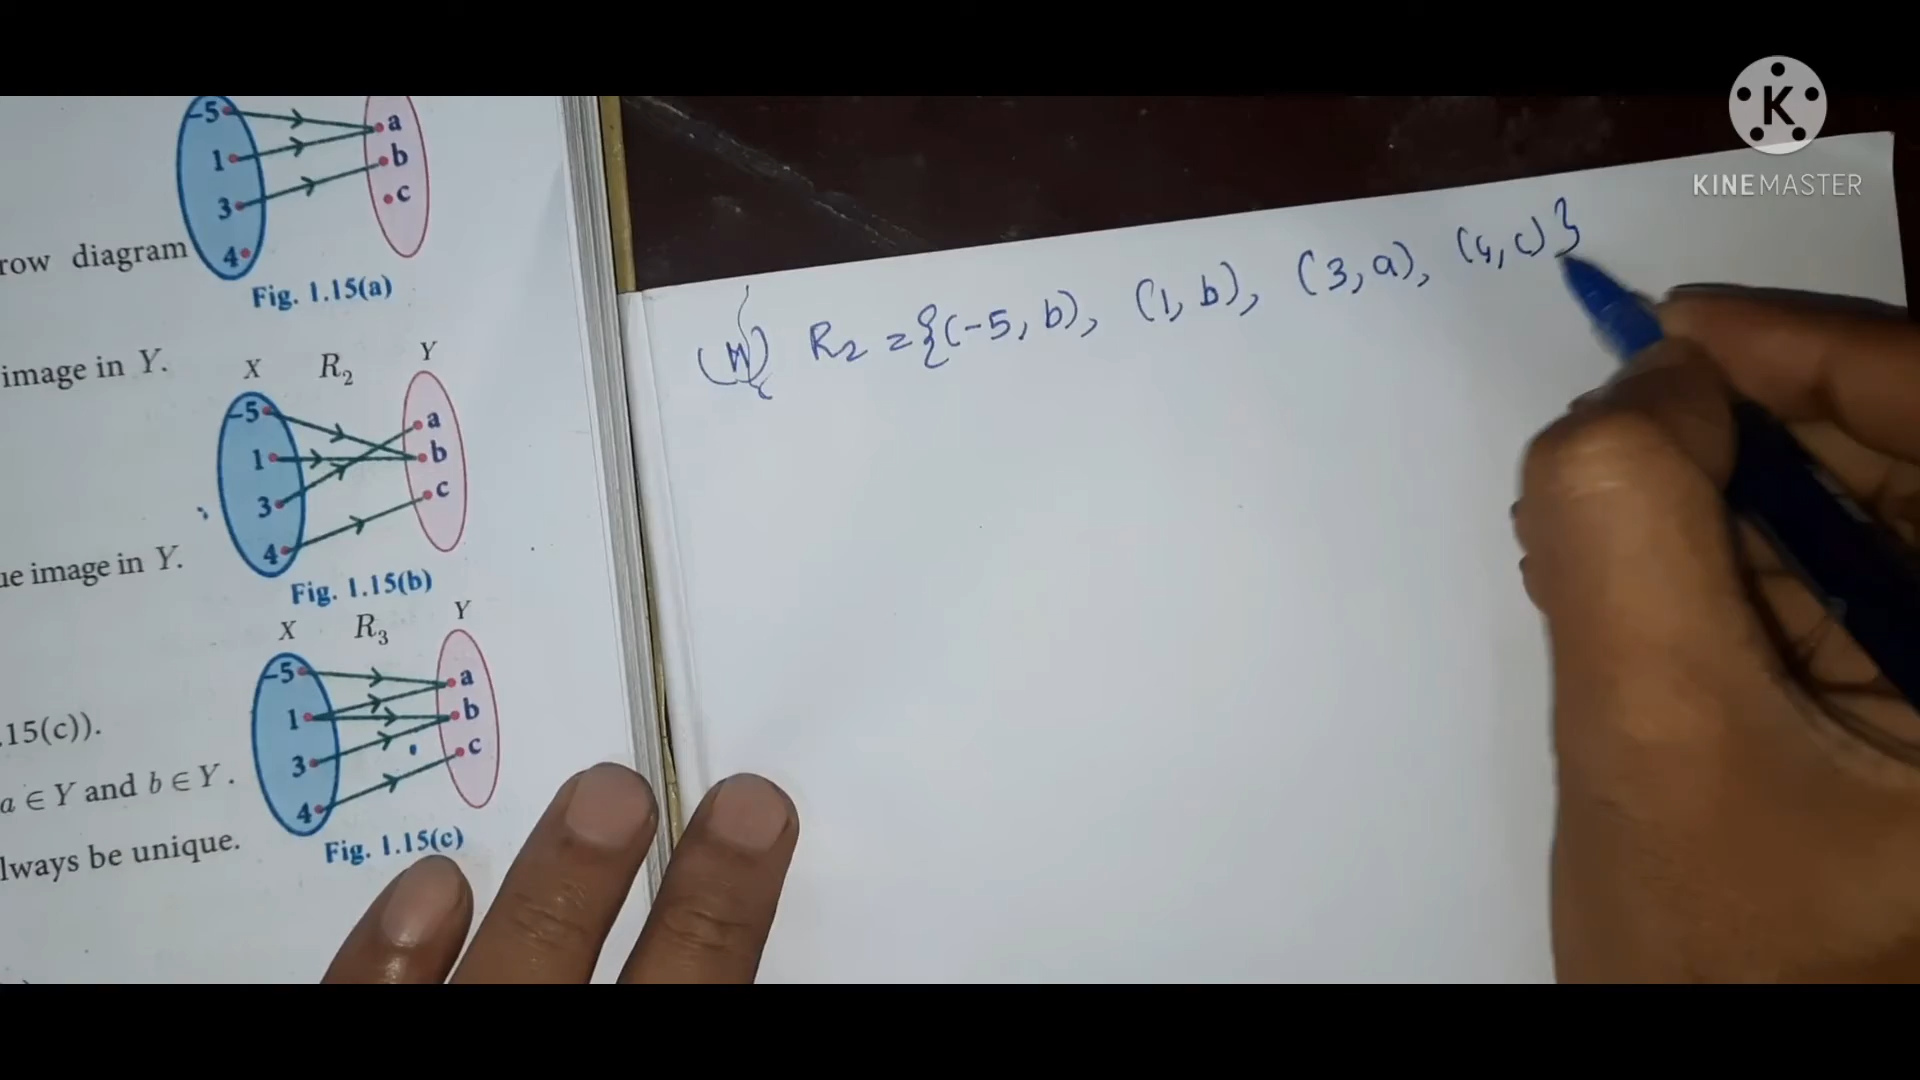 -5
a
1
b
3
c
row diagram
4
Fig. 1.15(a)
image in Y.
X R₂ Y
-5
a
1
b
3
c
4
ue image in Y.
Fig. 1.15(b)
X R₃ Y
-5
a
1
b
3
c
4
.15(c)).
a ∈ Y and b ∈ Y.
lways be unique.
Fig. 1.15(c)
R₂ = {(-5, b), (1, b), (3, a), (4, c)}
K
KINEMASTER